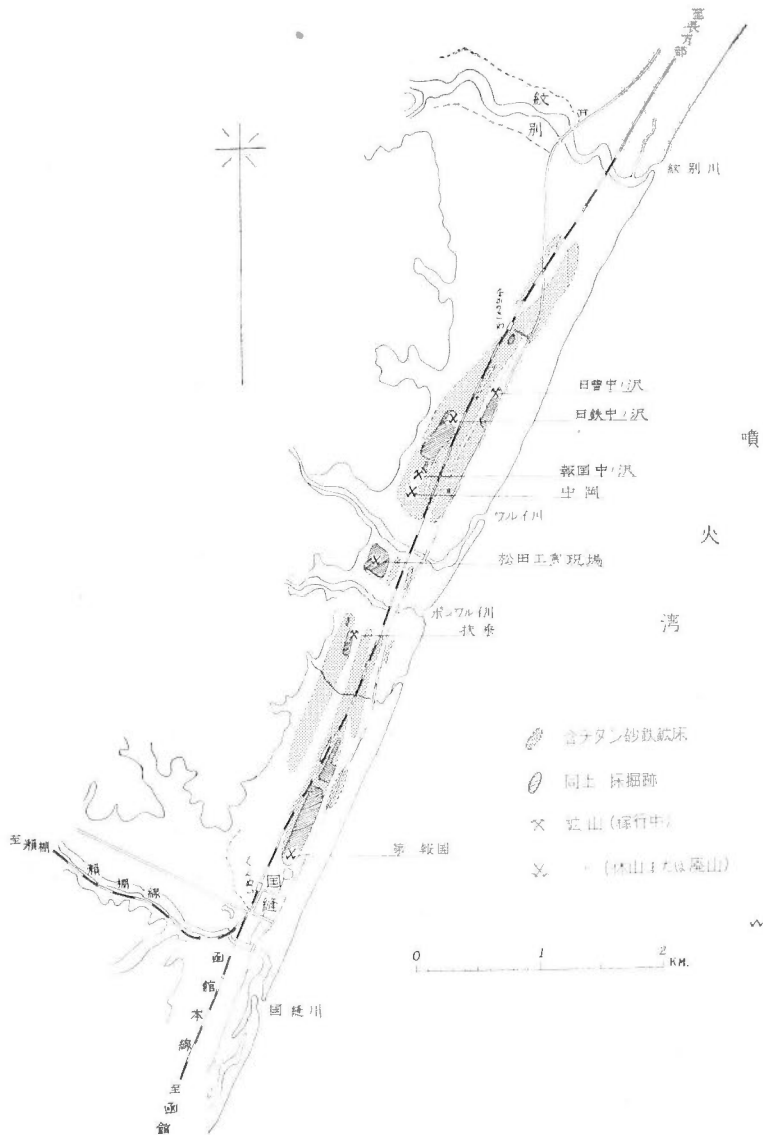 至長万部
紋別
紋別川
日曹中ノ沢
日鉄中ノ沢
報国中ノ沢
中岡
ワルイ川
松田工業現場
ポンワルイ川
噴火湾
含チタン砂鉄鉱床
同上 採掘跡
鉱山(稼行中)
〃(休山または廃山)
第 報国
至瀬棚
瀬棚線
国縫
国縫川
函館本線
至函館
0 1 2 KM.